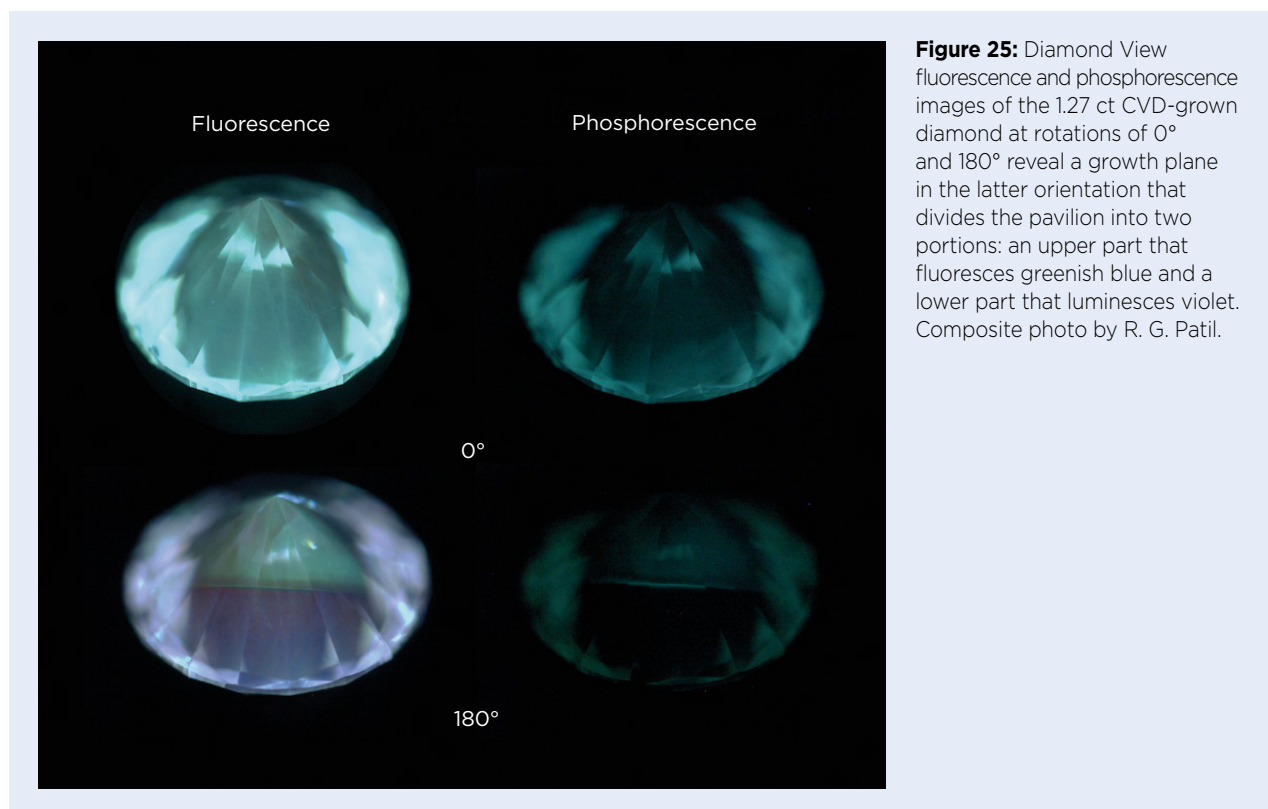 Fluorescence
Phosphorescence
0°
180°
Figure 25: Diamond View
fluorescence and phosphorescence
images of the 1.27 ct CVD-grown
diamond at rotations of 0°
and 180° reveal a growth plane
in the latter orientation that
divides the pavilion into two
portions: an upper part that
fluoresces greenish blue and a
lower part that luminesces violet.
Composite photo by R. G. Patil.